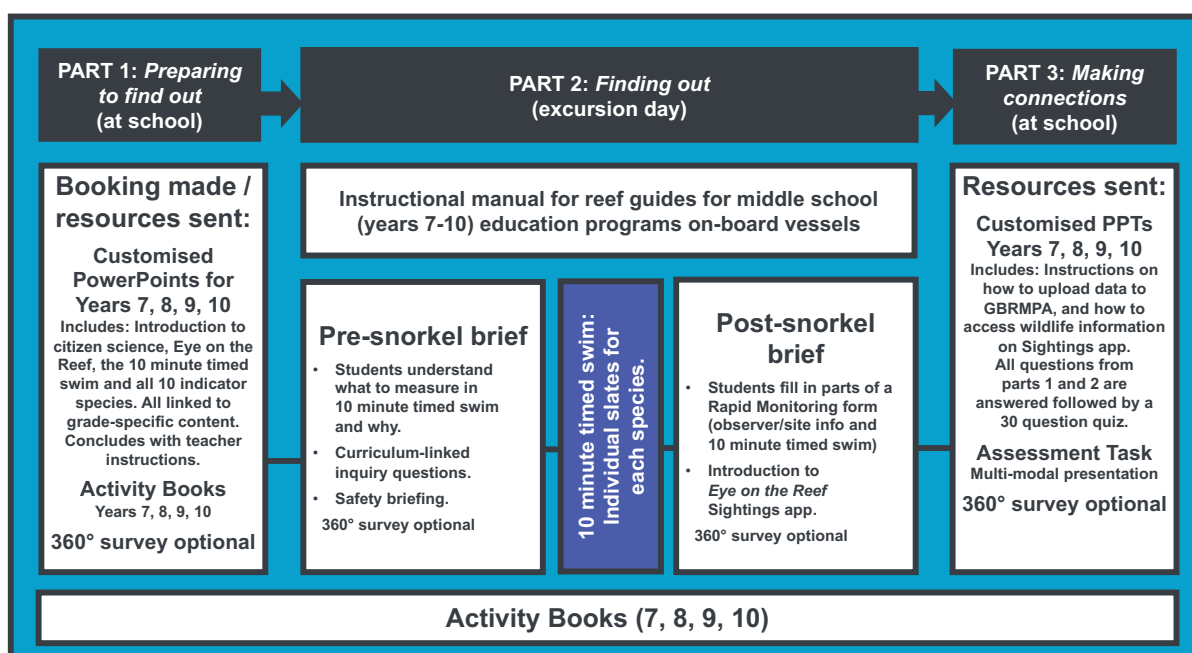 PART 1: Preparing
to find out
(at school)
PART 2: Finding out
(excursion day)
PART 3: Making
connections
(at school)
Booking made /
resources sent:
Customised
PowerPoints for
Years 7, 8, 9, 10
Includes: Introduction to
citizen science, Eye on the
Reef, the 10 minute timed
swim and all 10 indicator
species. All linked to
grade-specific content.
Concludes with teacher
instructions.
Activity Books
Years 7, 8, 9, 10
360° survey optional
Instructional manual for reef guides for middle school
(years 7-10) education programs on-board vessels
Pre-snorkel brief
• Students understand
what to measure in
10 minute timed swim
and why.
• Curriculum-linked
inquiry questions.
• Safety briefing.
360° survey optional
10 minute timed swim:
Individual slates for
each species.
Post-snorkel
brief
• Students fill in parts of a
Rapid Monitoring form
(observer/site info and
10 minute timed swim)
• Introduction to
Eye on the Reef
Sightings app.
360° survey optional
Resources sent:
Customised PPTs
Years 7, 8, 9, 10
Includes: Instructions on
how to upload data to
GBRMPA, and how to
access wildlife information
on Sightings app.
All questions from
parts 1 and 2 are
answered followed by a
30 question quiz.
Assessment Task
Multi-modal presentation
360° survey optional
Activity Books (7, 8, 9, 10)